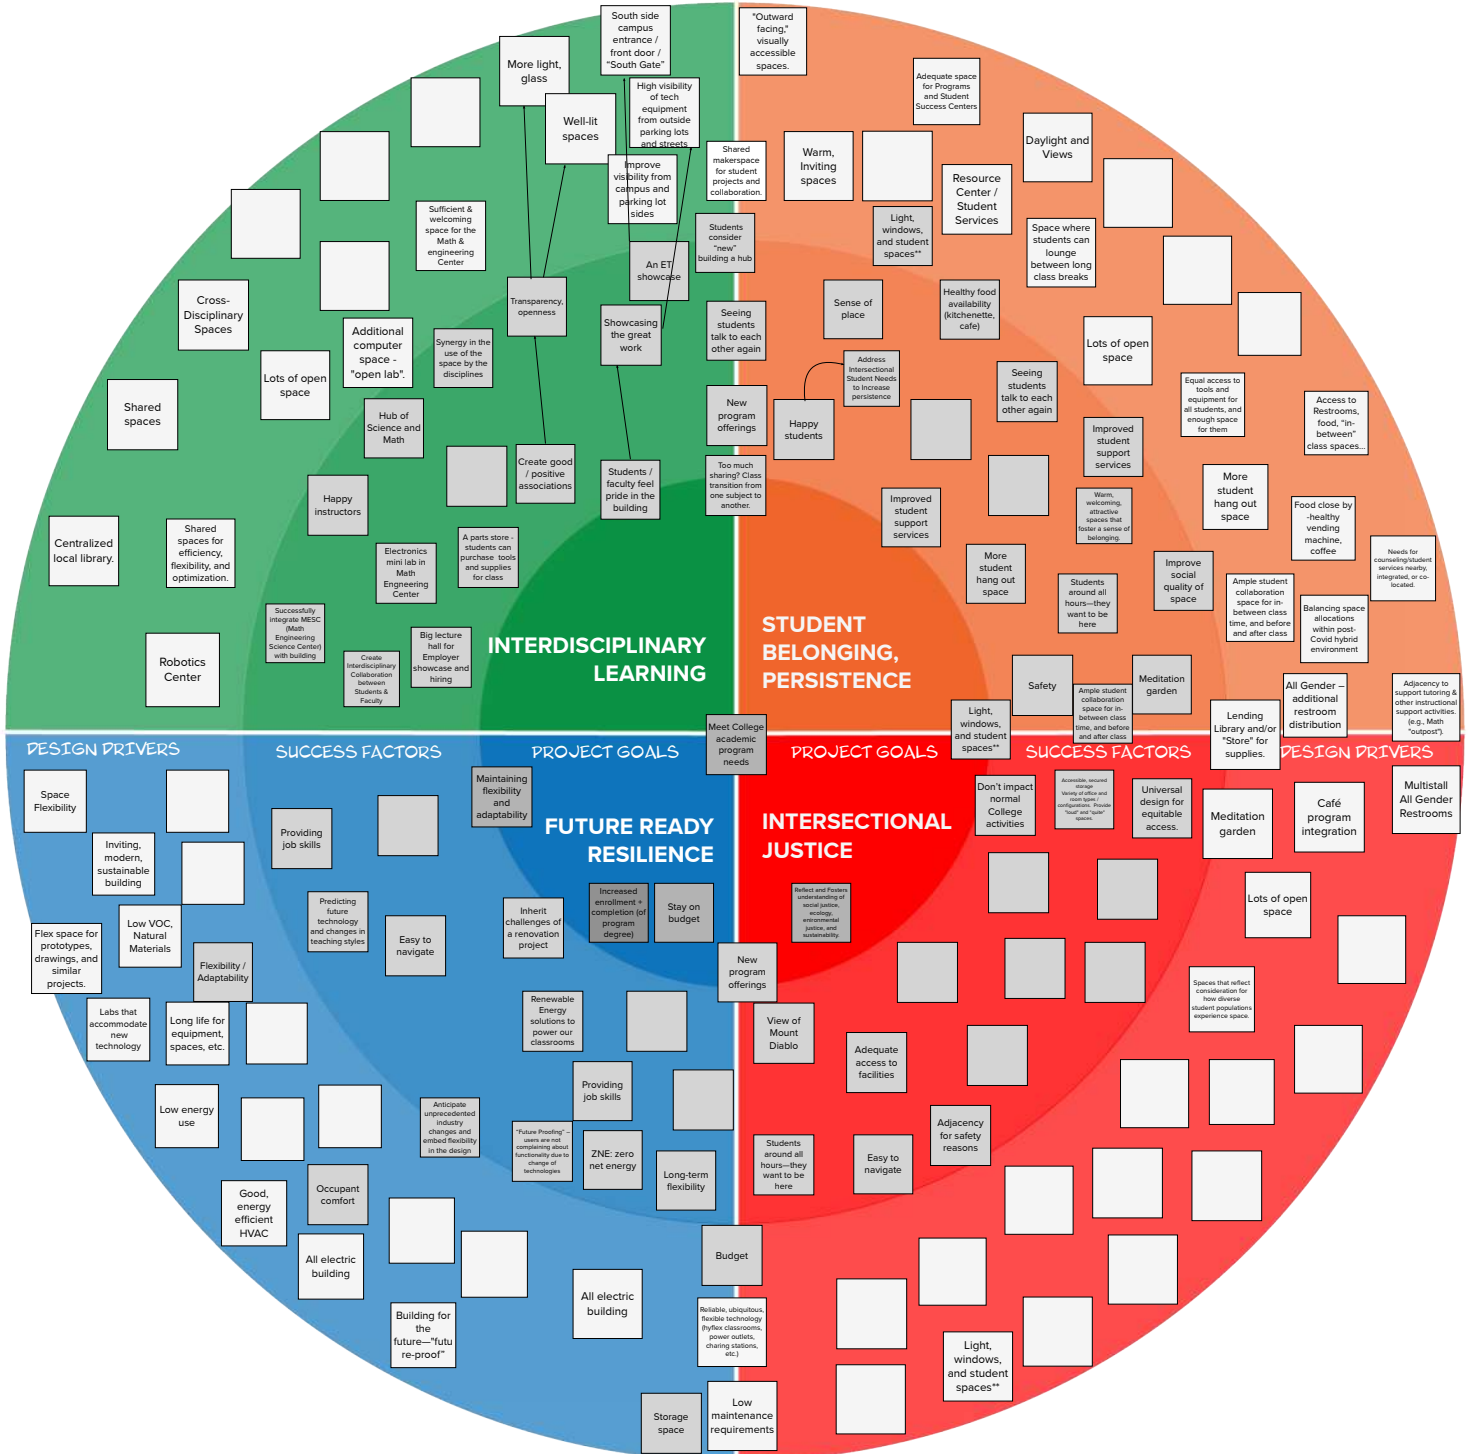 South side
campus
entrance /
front door /
“South Gate”
More light,
glass
High visibility
of tech
equipment
from outside
parking lots
and streets
Well-lit
spaces
Improve
visibility from
campus and
parking lot
sides
Shared
makerspace
for student
projects and
collaboration.
Sufficient &
welcoming
space for the
Math &
engineering
Center
Students
consider
“new”
building a hub
An ET
showcase
Transparency,
openness
Cross-
Disciplinary
Spaces
Additional
computer
space -
"open lab".
Synergy in the
use of the
space by the
disciplines
Showcasing
the great
work
Seeing
students
talk to each
other again
Lots of open
space
Shared
spaces
Hub of
Science and
Math
New
program
offerings
Create good
/ positive
associations
Students /
faculty feel
pride in the
building
Too much
sharing? Class
transition from
one subject to
another.
Happy
instructors
Centralized
local library.
Shared
spaces for
efficiency,
flexibility, and
optimization.
Electronics
mini lab in
Math
Engneering
Center
A parts store -
students can
purchase tools
and supplies
for class
Successfully
integrate MESC
(Math
Engineering
Science Center)
with building
Robotics
Center
Create
Interdisciplinary
Collaboration
between
Students &
Faculty
Big lecture
hall for
Employer
showcase and
hiring
INTERDISCIPLINARY
LEARNING
"Outward
facing,"
visually
accessible
spaces.
Adequate space
for Programs
and Student
Success Centers
Daylight and
Views
Warm,
Inviting
spaces
Resource
Center /
Student
Services
Light,
windows,
and student
spaces**
Space where
students can
lounge
between long
class breaks
Sense of
place
Healthy food
availability
(kitchenette,
cafe)
Lots of open
space
Address
Intersectional
Student Needs
to Increase
persistence
Seeing
students
talk to each
other again
Equal access to
tools and
equipment for
all students, and
enough space
for them
Access to
Restrooms,
food, “in-
between”
class spaces...
Happy
students
Improved
student
support
services
More
student
hang out
space
Improved
student
support
services
Warm,
welcoming,
attractive
spaces that
foster a sense of
belonging.
Food close by
-healthy
vending
machine,
coffee
Needs for
counseling/student
services nearby,
integrated, or co-
located.
More
student
hang out
space
Improve
social
quality of
space
Students
around all
hours—they
want to be
here
Ample student
collaboration
space for in-
between class
time, and before
and after class
Balancing space
allocations
within post-
Covid hybrid
environment
STUDENT
BELONGING,
PERSISTENCE
Safety
Meditation
garden
Ample student
collaboration
space for in-
between class
time, and before
and after class
Light,
windows,
and student
spaces**
Lending
Library and/or
"Store" for
supplies.
All Gender –
additional
restroom
distribution
Adjacency to
support tutoring &
other instructional
support activities.
(e.g., Math
"outpost").
Meet College
academic
program
needs
DESIGN DRIVERS
SUCCESS FACTORS
PROJECT GOALS
PROJECT GOALS
SUCCESS FACTORS
DESIGN DRIVERS
Space
Flexibility
Maintaining
flexibility
and
adaptability
Providing
job skills
FUTURE READY
RESILIENCE
Inviting,
modern,
sustainable
building
Low VOC,
Natural
Materials
Flex space for
prototypes,
drawings, and
similar
projects.
Predicting
future
technology
and changes in
teaching styles
Easy to
navigate
Inherit
challenges of
a renovation
project
Increased
enrollment +
completion (of
program
degree)
Stay on
budget
Flexibility /
Adaptability
Labs that
accommodate
new
technology
Long life for
equipment,
spaces, etc.
Renewable
Energy
solutions to
power our
classrooms
Providing
job skills
Low energy
use
Anticipate
unprecedented
industry
changes and
embed flexibility
in the design
"Future Proofing" –
users are not
complaining about
functionality due to
change of
technologies
ZNE: zero
net energy
Long-term
flexibility
Occupant
comfort
Good,
energy
efficient
HVAC
All electric
building
Building for
the
future—"futu
re-proof"
All electric
building
Budget
Reliable, ubiquitous,
flexible technology
(hyflex classrooms,
power outlets,
charing stations,
etc.)
Storage
space
Low
maintenance
requirements
INTERSECTIONAL
JUSTICE
Don’t impact
normal
College
activities
Accessible, secured
storage
Variety of office and
room types /
configurations. Provide
"loud" and "quite"
spaces.
Universal
design for
equitable
access.
Meditation
garden
Café
program
integration
Multistall
All Gender
Restrooms
Reflect and Fosters
understanding of
social justice,
ecology,
enironmental
justice, and
sustainability.
Lots of open
space
New
program
offerings
Spaces that reflect
consideration for
how diverse
student populations
experience space.
View of
Mount
Diablo
Adequate
access to
facilities
Adjacency
for safety
reasons
Students
around all
hours—they
want to be
here
Easy to
navigate
Light,
windows,
and student
spaces**